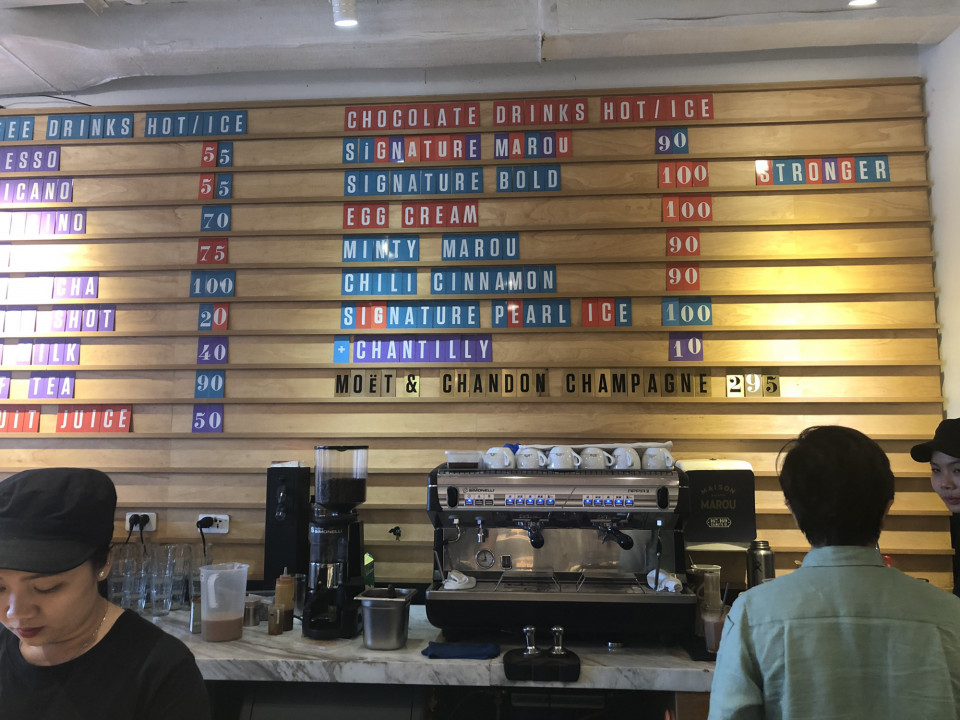 DRINKS HOT/ICE
55
55
70
75
100
20 SHOT
40
TEA 90
JUICE 50
CHOCOLATE DRINKS HOT/ICE
SiGNATURE MAROU 90
SIGNATURE BOLD 100 STRONGER
EGG CREAM 100
MINTY MAROU 90
CHILI CINNAMON 90
SIGNATURE PEARL ICE 100
+CHANTILLY 10
MOËT & CHANDON CHAMPAGNE 295
SIMONELLI
MAISON
MAROU